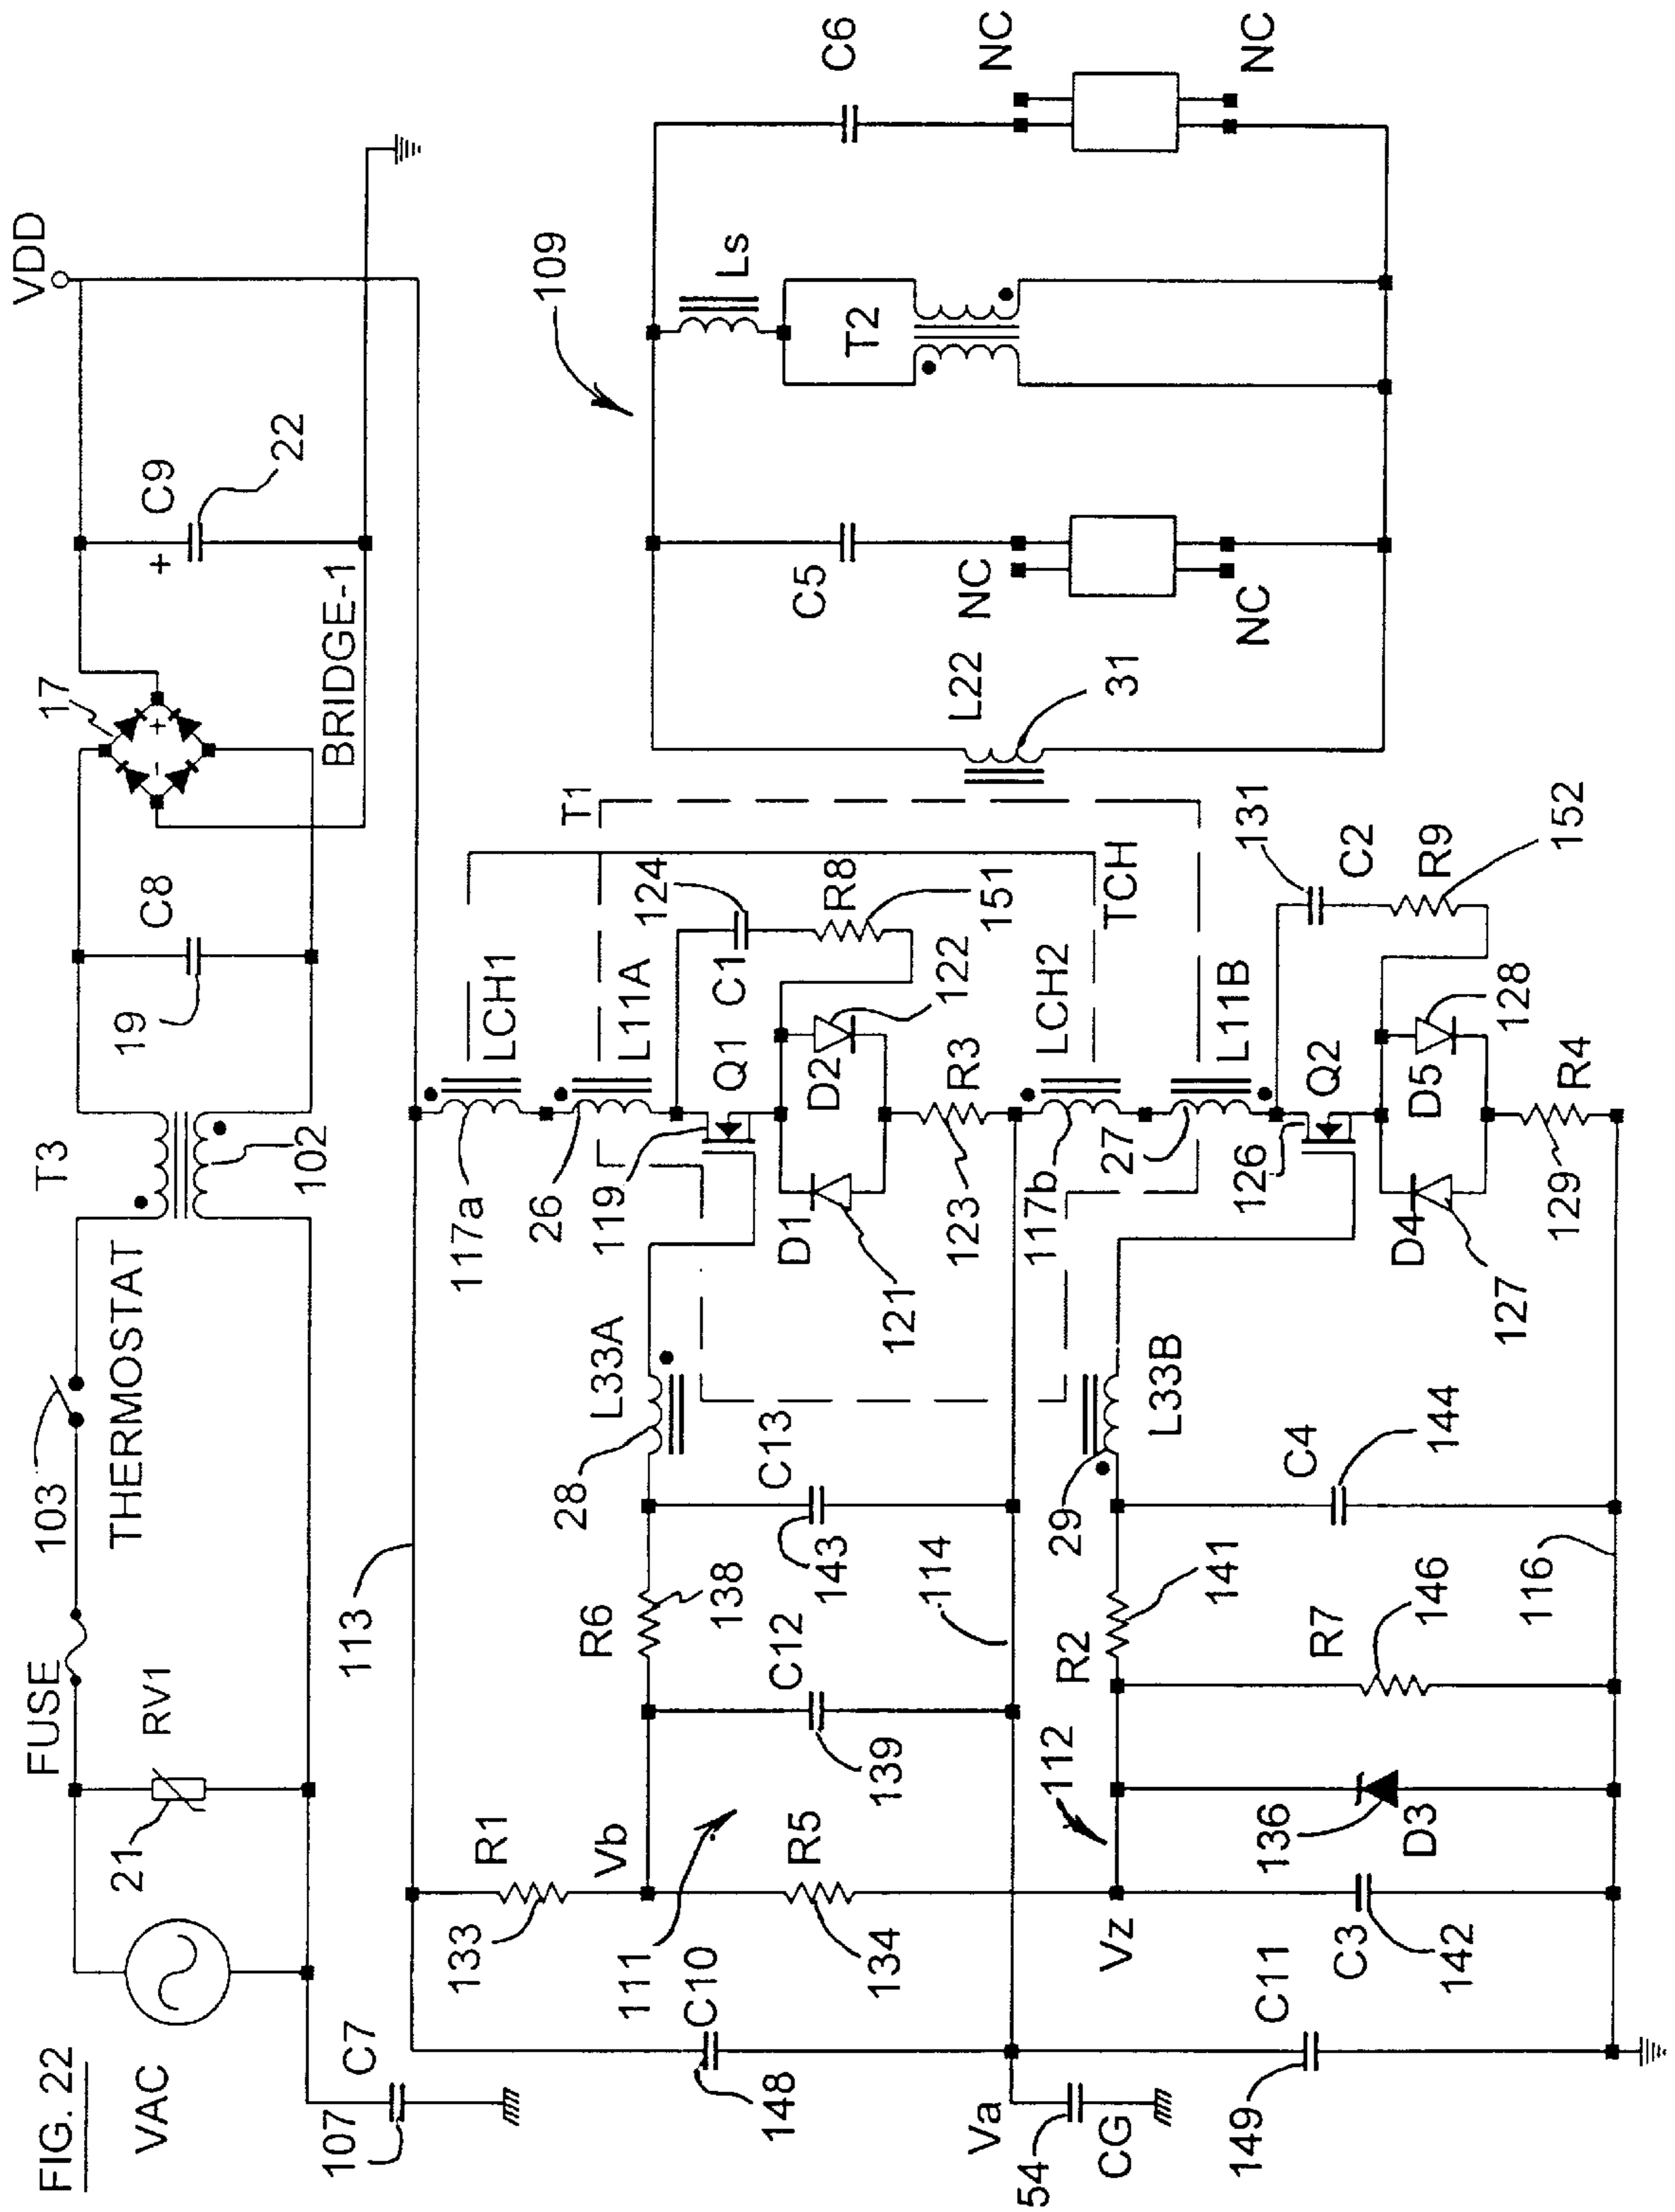 FIG. 22
VAC
107
C7
21
RV1
FUSE
103
THERMOSTAT
T3
102
19
C8
17
+
-
BRIDGE-1
+
C9
22
VDD
113
133
R1
Vb
111
148
C10
134
R5
R6
138
C12
139
C13
143
28
L33A
114
117a
LCH1
26
L11A
119
Q1
124
C1
R8
151
D1
121
D2
122
123
R3
T1
TCH
54
Va
CG
149
C11
Vz
112
C3
142
136
D3
R2
141
R7
146
116
C4
144
29
L33B
117b
LCH2
27
L11B
126
Q2
131
C2
R9
152
D4
127
D5
128
129
R4
109
L22
31
C5
NC
NC
T2
Ls
C6
NC
NC